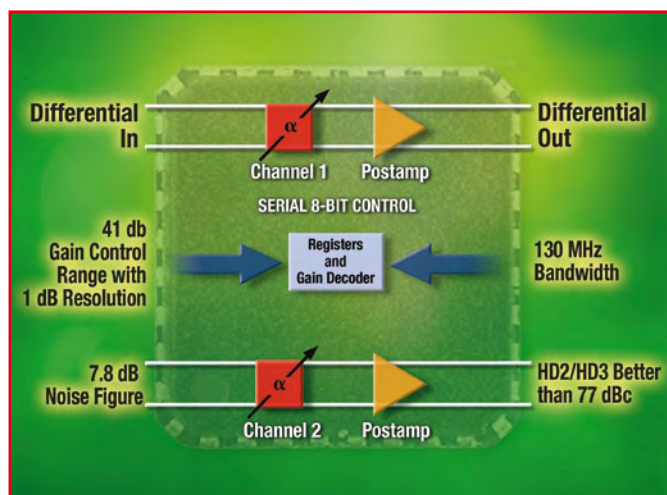 Differential
In
α
Differential
Out
Channel 1
Postamp
SERIAL 8-BIT CONTROL
41 db
Gain Control
Range with
1 dB Resolution
Registers
and
Gain Decoder
130 MHz
Bandwidth
7.8 dB
Noise Figure
α
HD2/HD3 Better
than 77 dBc
Channel 2
Postamp